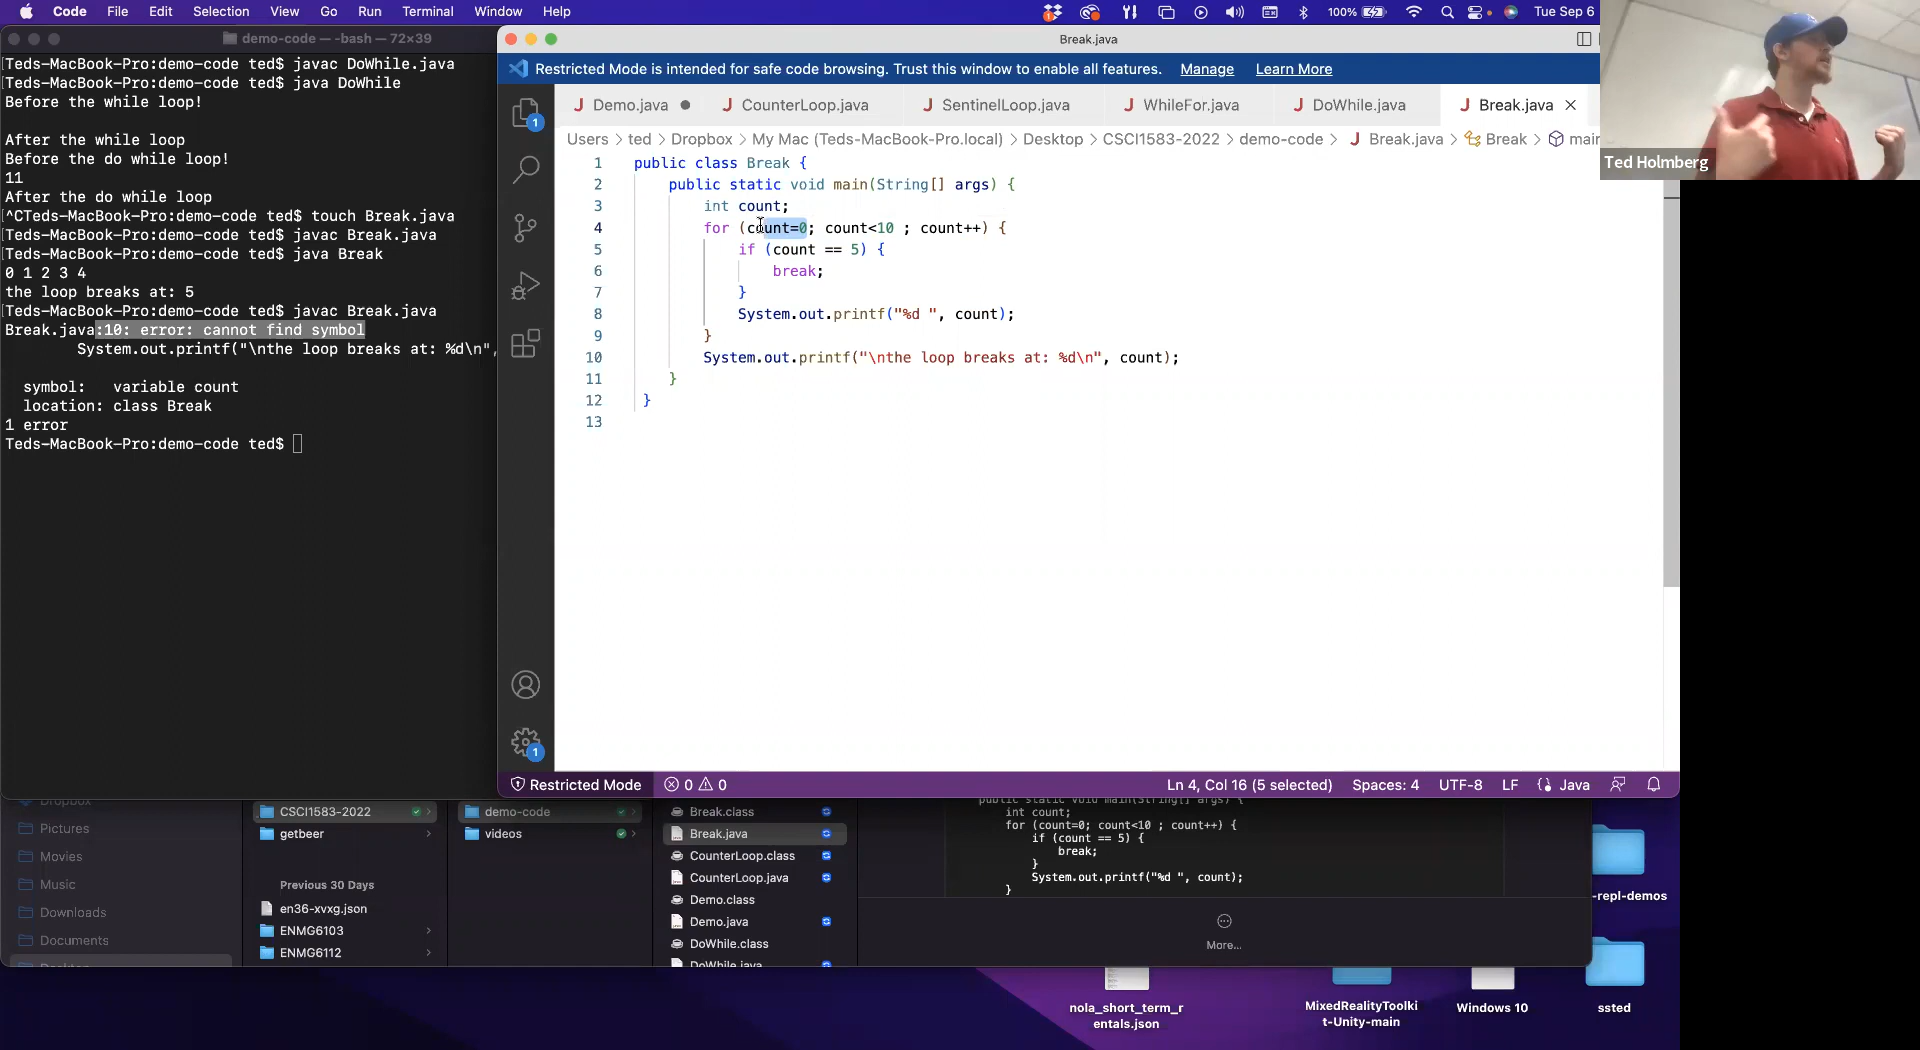 Code File Edit Selection View Go Run Terminal Window Help
100%
Tue Sep 6
demo-code — -bash — 72×39
Teds-MacBook-Pro:demo-code ted$ javac DoWhile.java
Teds-MacBook-Pro:demo-code ted$ java DoWhile
Before the while loop!
After the while loop
Before the do while loop!
11
After the do while loop
^CTeds-MacBook-Pro:demo-code ted$ touch Break.java
Teds-MacBook-Pro:demo-code ted$ javac Break.java
Teds-MacBook-Pro:demo-code ted$ java Break
0 1 2 3 4
the loop breaks at: 5
Teds-MacBook-Pro:demo-code ted$ javac Break.java
Break.java:10: error: cannot find symbol
System.out.printf("\nthe loop breaks at: %d\n",
symbol:   variable count
location: class Break
1 error
Teds-MacBook-Pro:demo-code ted$
Break.java
Restricted Mode is intended for safe code browsing. Trust this window to enable all features. Manage Learn More
J Demo.java J CounterLoop.java J SentinelLoop.java J WhileFor.java J DoWhile.java J Break.java
Users > ted > Dropbox > My Mac (Teds-MacBook-Pro.local) > Desktop > CSCI1583-2022 > demo-code > J Break.java > Break > main
1 public class Break {
2 public static void main(String[] args) {
3 int count;
4 for (count=0; count<10 ; count++) {
5 if (count == 5) {
6 break;
7 }
8 System.out.printf("%d ", count);
9 }
10 System.out.printf("\nthe loop breaks at: %d\n", count);
11 }
12 }
13
1
1
Restricted Mode 0 0 Ln 4, Col 16 (5 selected) Spaces: 4 UTF-8 LF Java
Ted Holmberg
Dropbox
Pictures
Movies
Music
Downloads
Documents
Desktop
CSCI1583-2022
getbeer
Previous 30 Days
en36-xvxg.json
ENMG6103
ENMG6112
demo-code
videos
Break.class
Break.java
CounterLoop.class
CounterLoop.java
Demo.class
Demo.java
DoWhile.class
DoWhile.java
public static void main(String[] args) {
int count;
for (count=0; count<10 ; count++) {
if (count == 5) {
break;
}
System.out.printf("%d ", count);
}
More...
-repl-demos
nola_short_term_r
entals.json
MixedRealityToolki
t-Unity-main
Windows 10
ssted